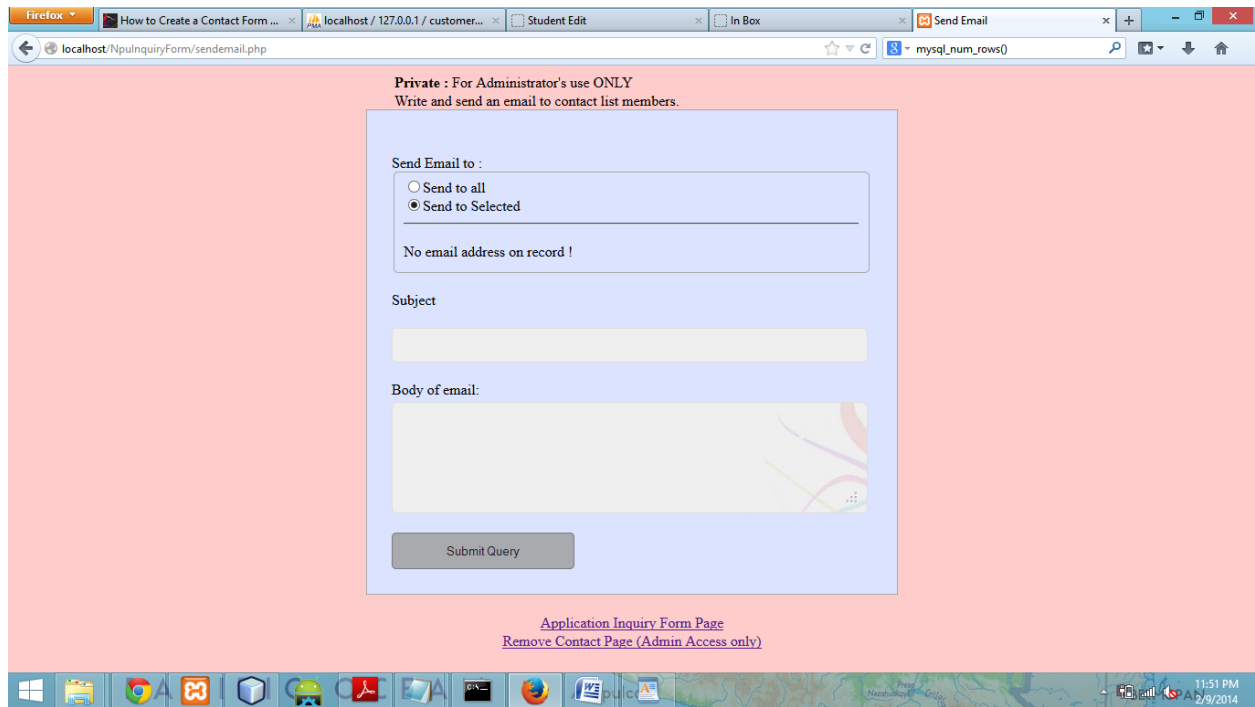 Firefox
How to Create a Contact Form ...
localhost / 127.0.0.1 / customer...
Student Edit
In Box
Send Email
localhost/NpuInquiryForm/sendemail.php
mysql_num_rows()
Private : For Administrator's use ONLY
Write and send an email to contact list members.
Send Email to :
Send to all
Send to Selected
No email address on record !
Subject
Body of email:
Submit Query
Application Inquiry Form Page
Remove Contact Page (Admin Access only)
11:51 PM
2/9/2014